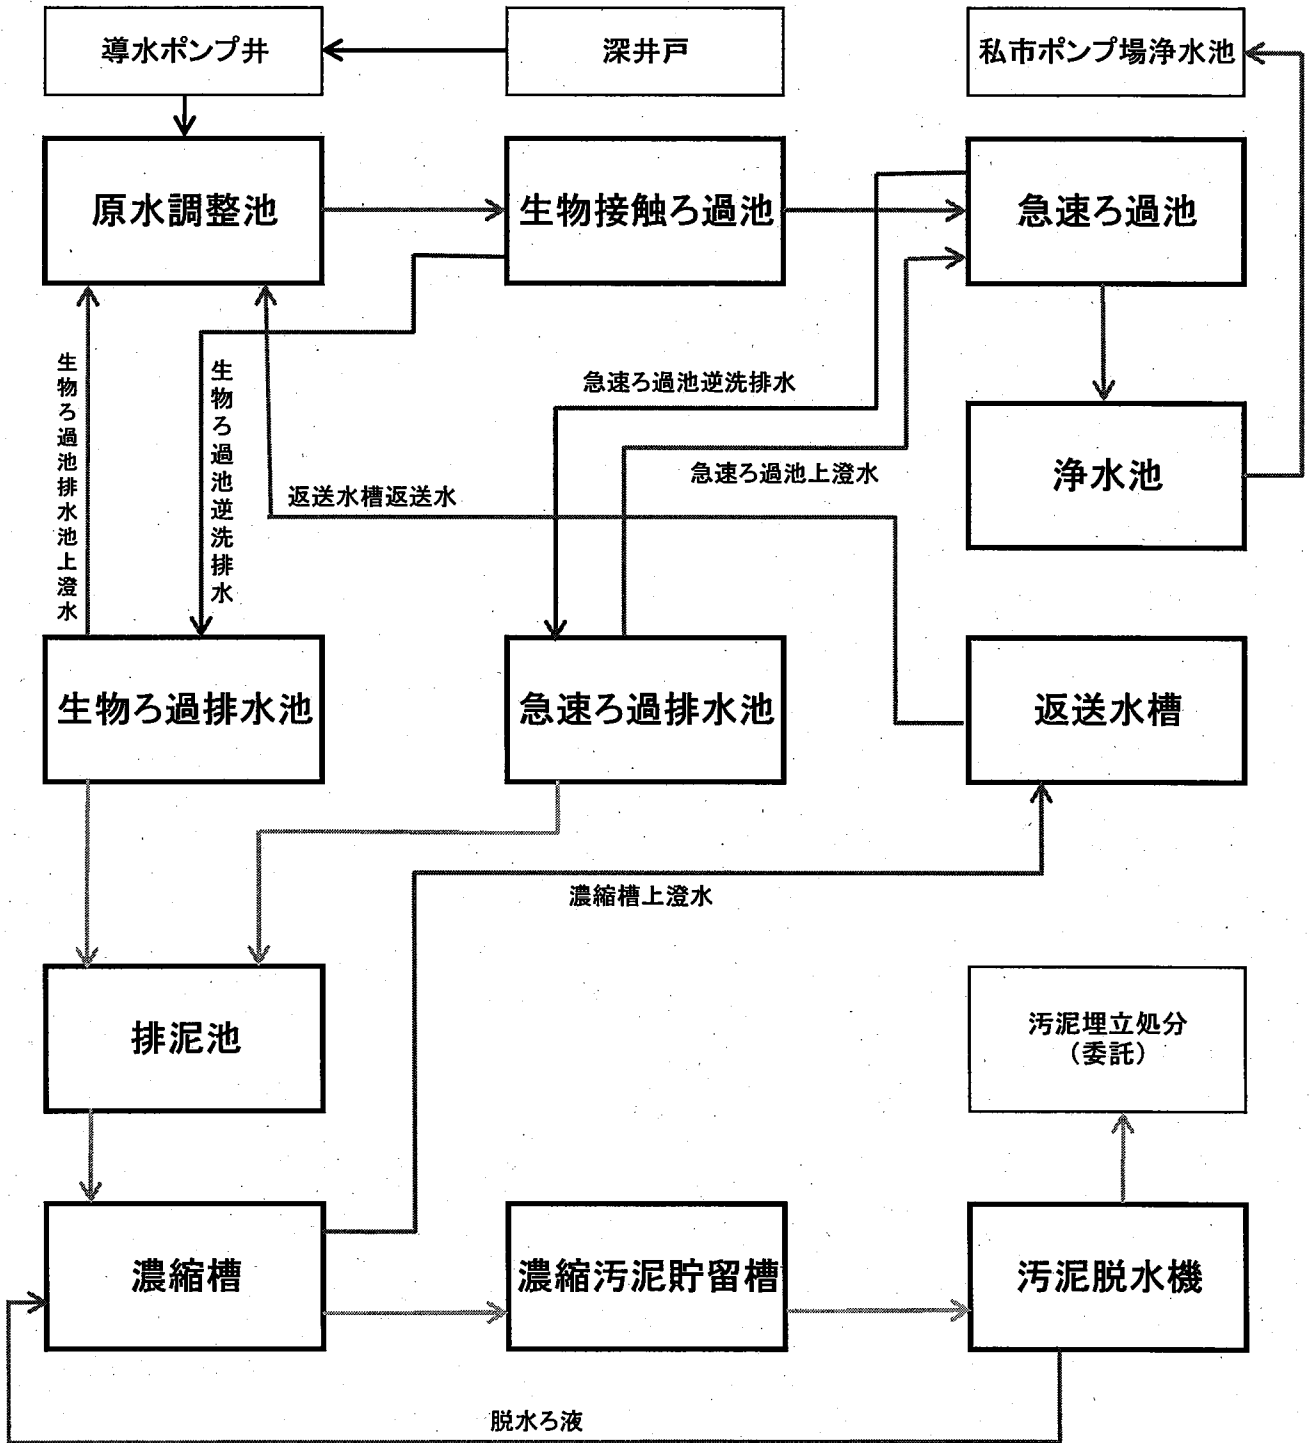 導水ポンプ井
深井戸
私市ポンプ場浄水池
原水調整池
生物接触ろ過池
急速ろ過池
生物ろ過池排水池上澄水
生物ろ過池逆洗排水
急速ろ過池逆洗排水
急速ろ過池上澄水
返送水槽返送水
浄水池
生物ろ過排水池
急速ろ過排水池
返送水槽
濃縮槽上澄水
排泥池
汚泥埋立処分
（委託）
濃縮槽
濃縮汚泥貯留槽
汚泥脱水機
脱水ろ液